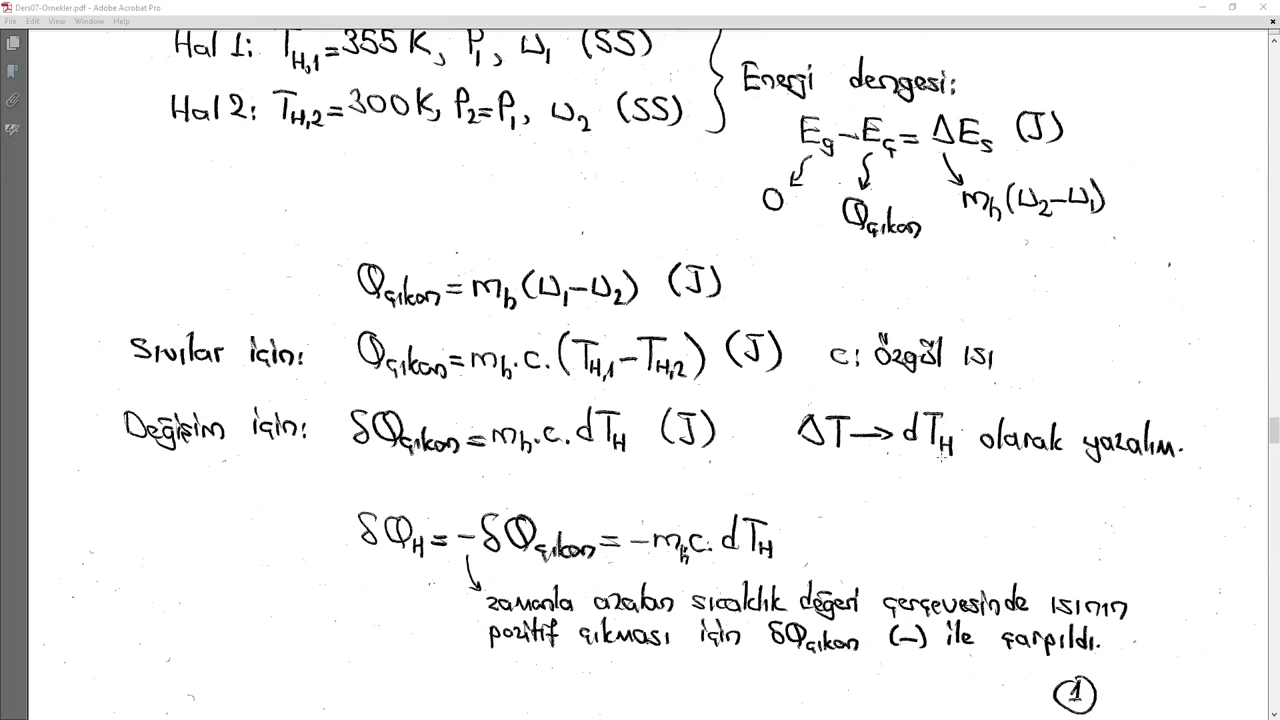 Ders07-Ornekler.pdf - Adobe Acrobat Pro
File Edit View Window Help
Hal 1: T_H,1 = 355 K, P_1, u_1 (SS)
Hal 2: T_H,2 = 300 K, P_2 = P_1, u_2 (SS)
Enerji dengesi:
E_g - E_ç = ΔE_s (J)
0
Q_çıkan
m_h (u_2 - u_1)
Q_çıkan = m_h (u_1 - u_2) (J)
Sıvılar için: Q_çıkan = m_h . c . (T_H,1 - T_H,2) (J) c: özgül ısı
Değişim için: δQ_çıkan = m_h . c . dT_H (J) ΔT → dT_H olarak yazalım.
δQ_H = -δQ_çıkan = -m_h c . dT_H
zamanla azalan sıcaklık değeri çerçevesinde ısının
pozitif çıkması için δQ_çıkan (-) ile çarpıldı.
1